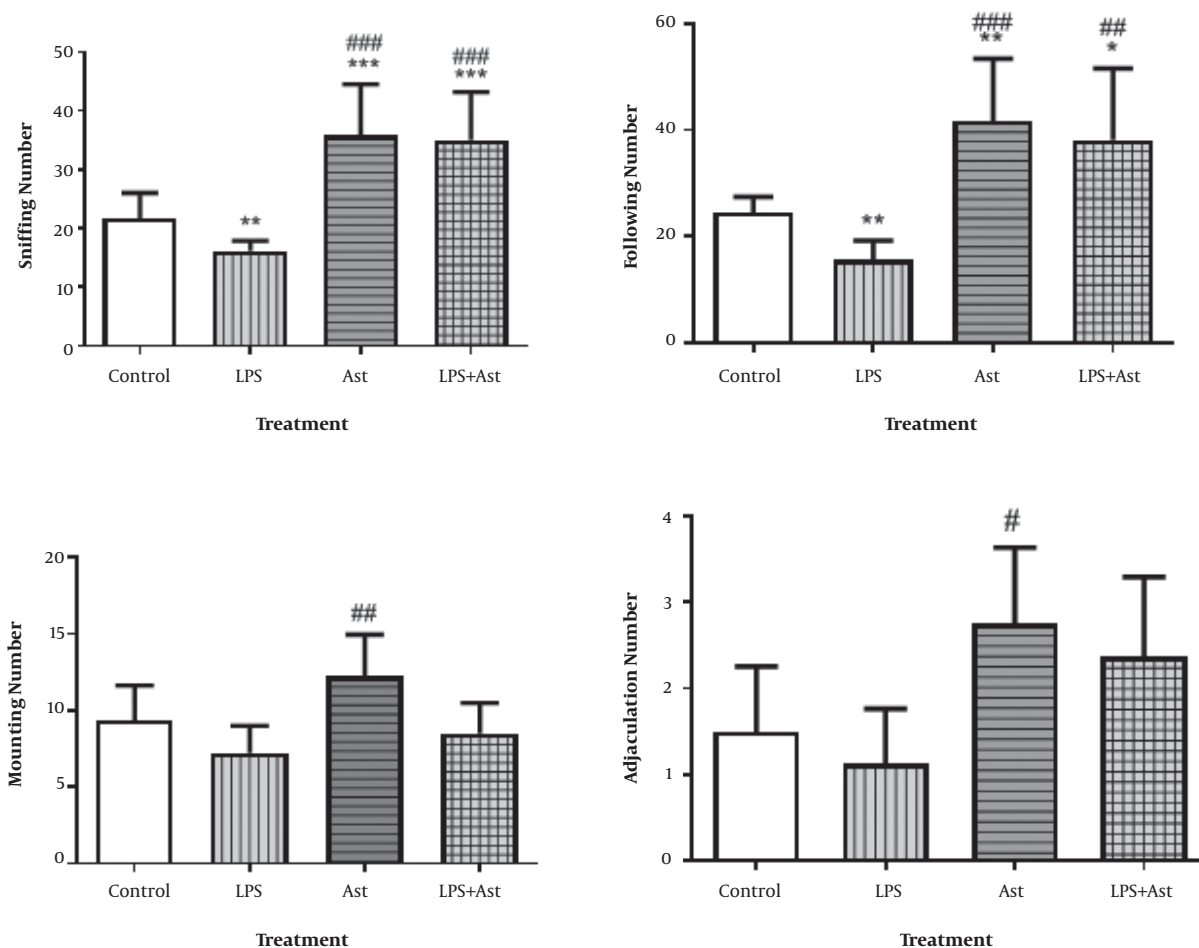 Sniffing Number
50
40
30
20
10
0
###
***
###
***
**
Control LPS Ast LPS+Ast
Treatment
Following Number
60
40
20
0
###
**
##
*
**
Control LPS Ast LPS+Ast
Treatment
Mounting Number
20
15
10
5
0
##
Control LPS Ast LPS+Ast
Treatment
Adjaculation Number
4
3
2
1
0
#
Control LPS Ast LPS+Ast
Treatment